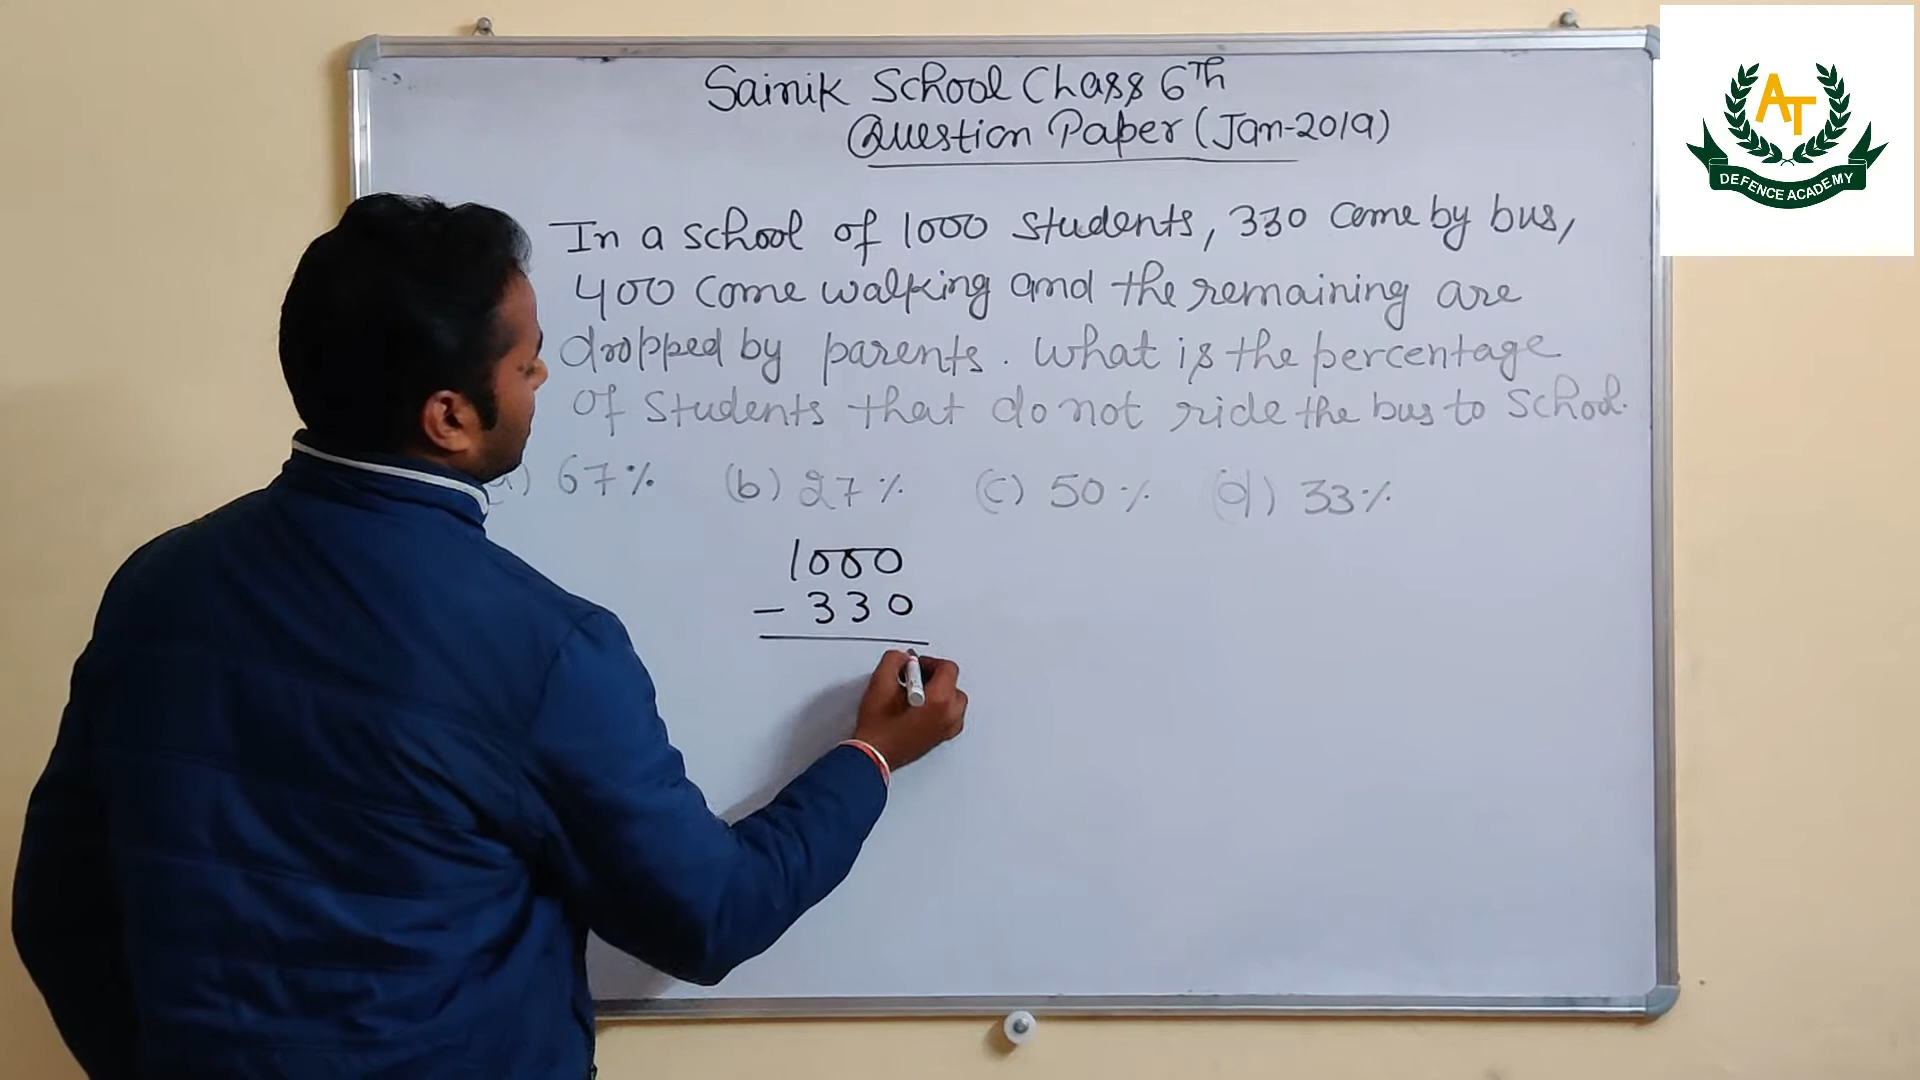 Sainik School Class 6Th
Question Paper (Jan-2019)
In a school of 1000 students, 330 come by bus,
400 come walking and the remaining are
dropped by parents. What is the percentage
of students that do not ride the bus to School.
a) 67% (b) 27% (c) 50% (d) 33%
1000
- 330
AT
DEFENCE ACADEMY